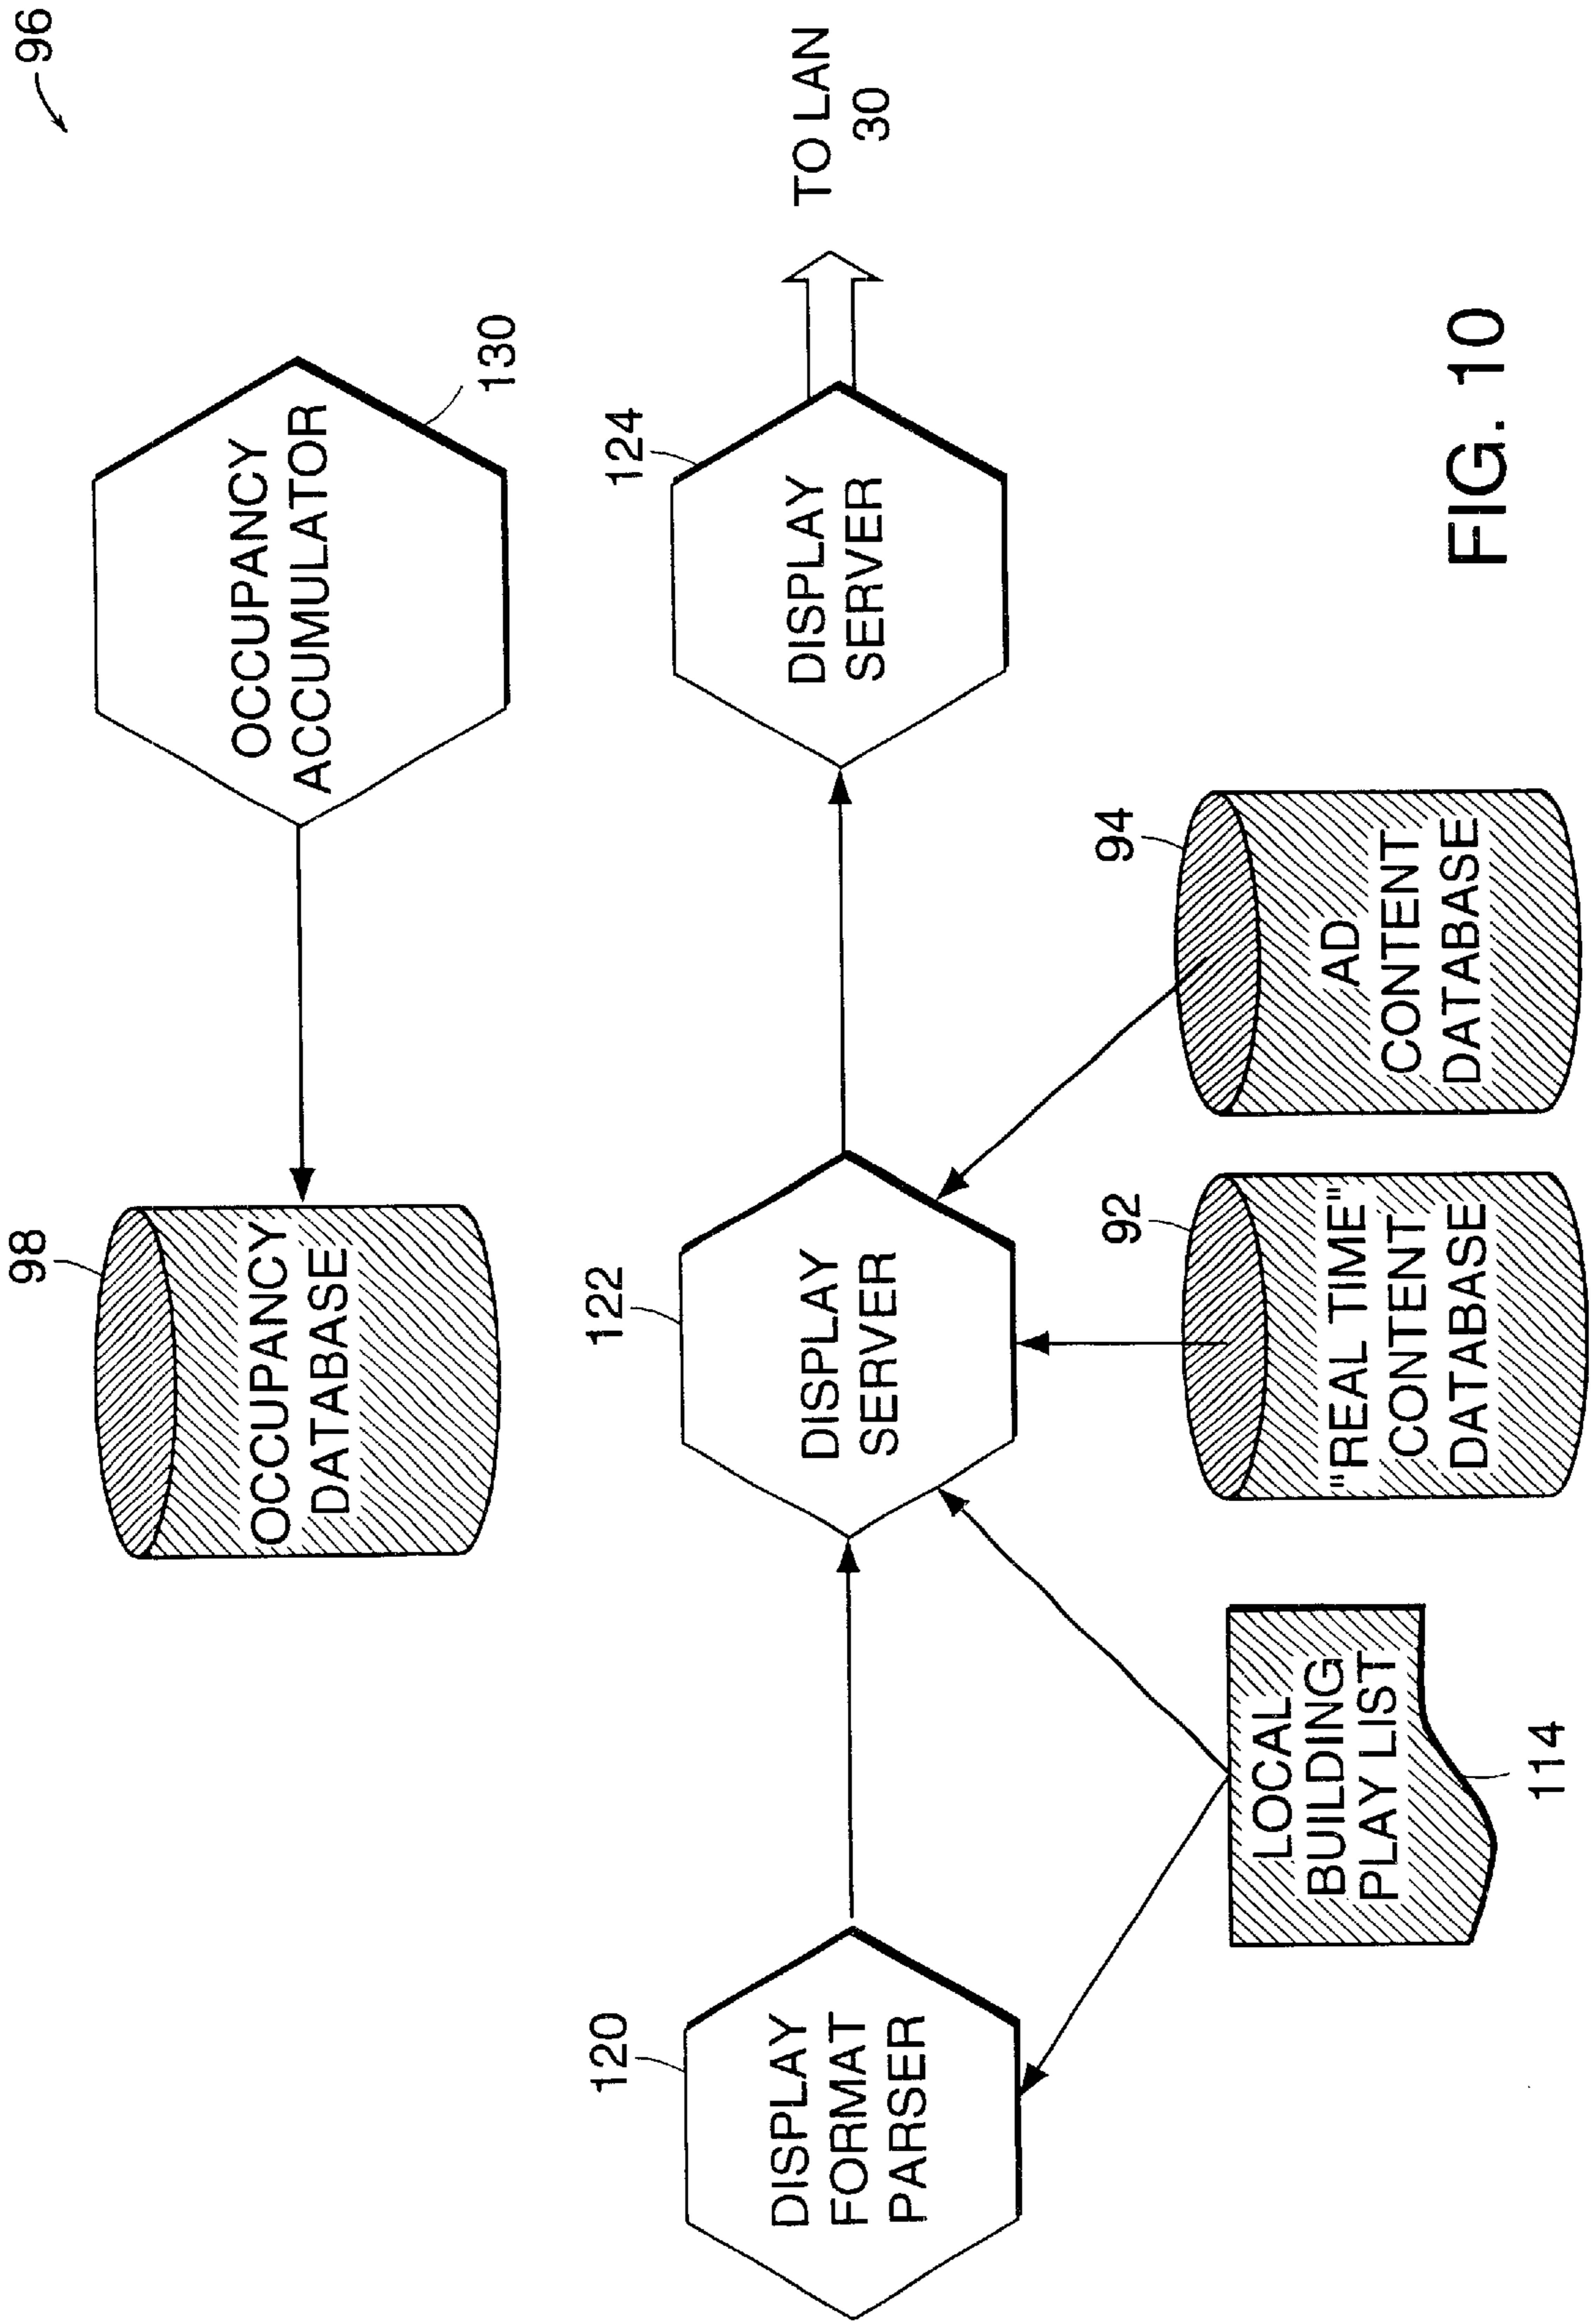 96
98
OCCUPANCY
DATABASE
OCCUPANCY
ACCUMULATOR
130
120
DISPLAY
FORMAT
PARSER
122
DISPLAY
SERVER
124
DISPLAY
SERVER
TO LAN
30
LOCAL
BUILDING
PLAY LIST
114
92
"REAL TIME"
CONTENT
DATABASE
94
AD
CONTENT
DATABASE
FIG. 10